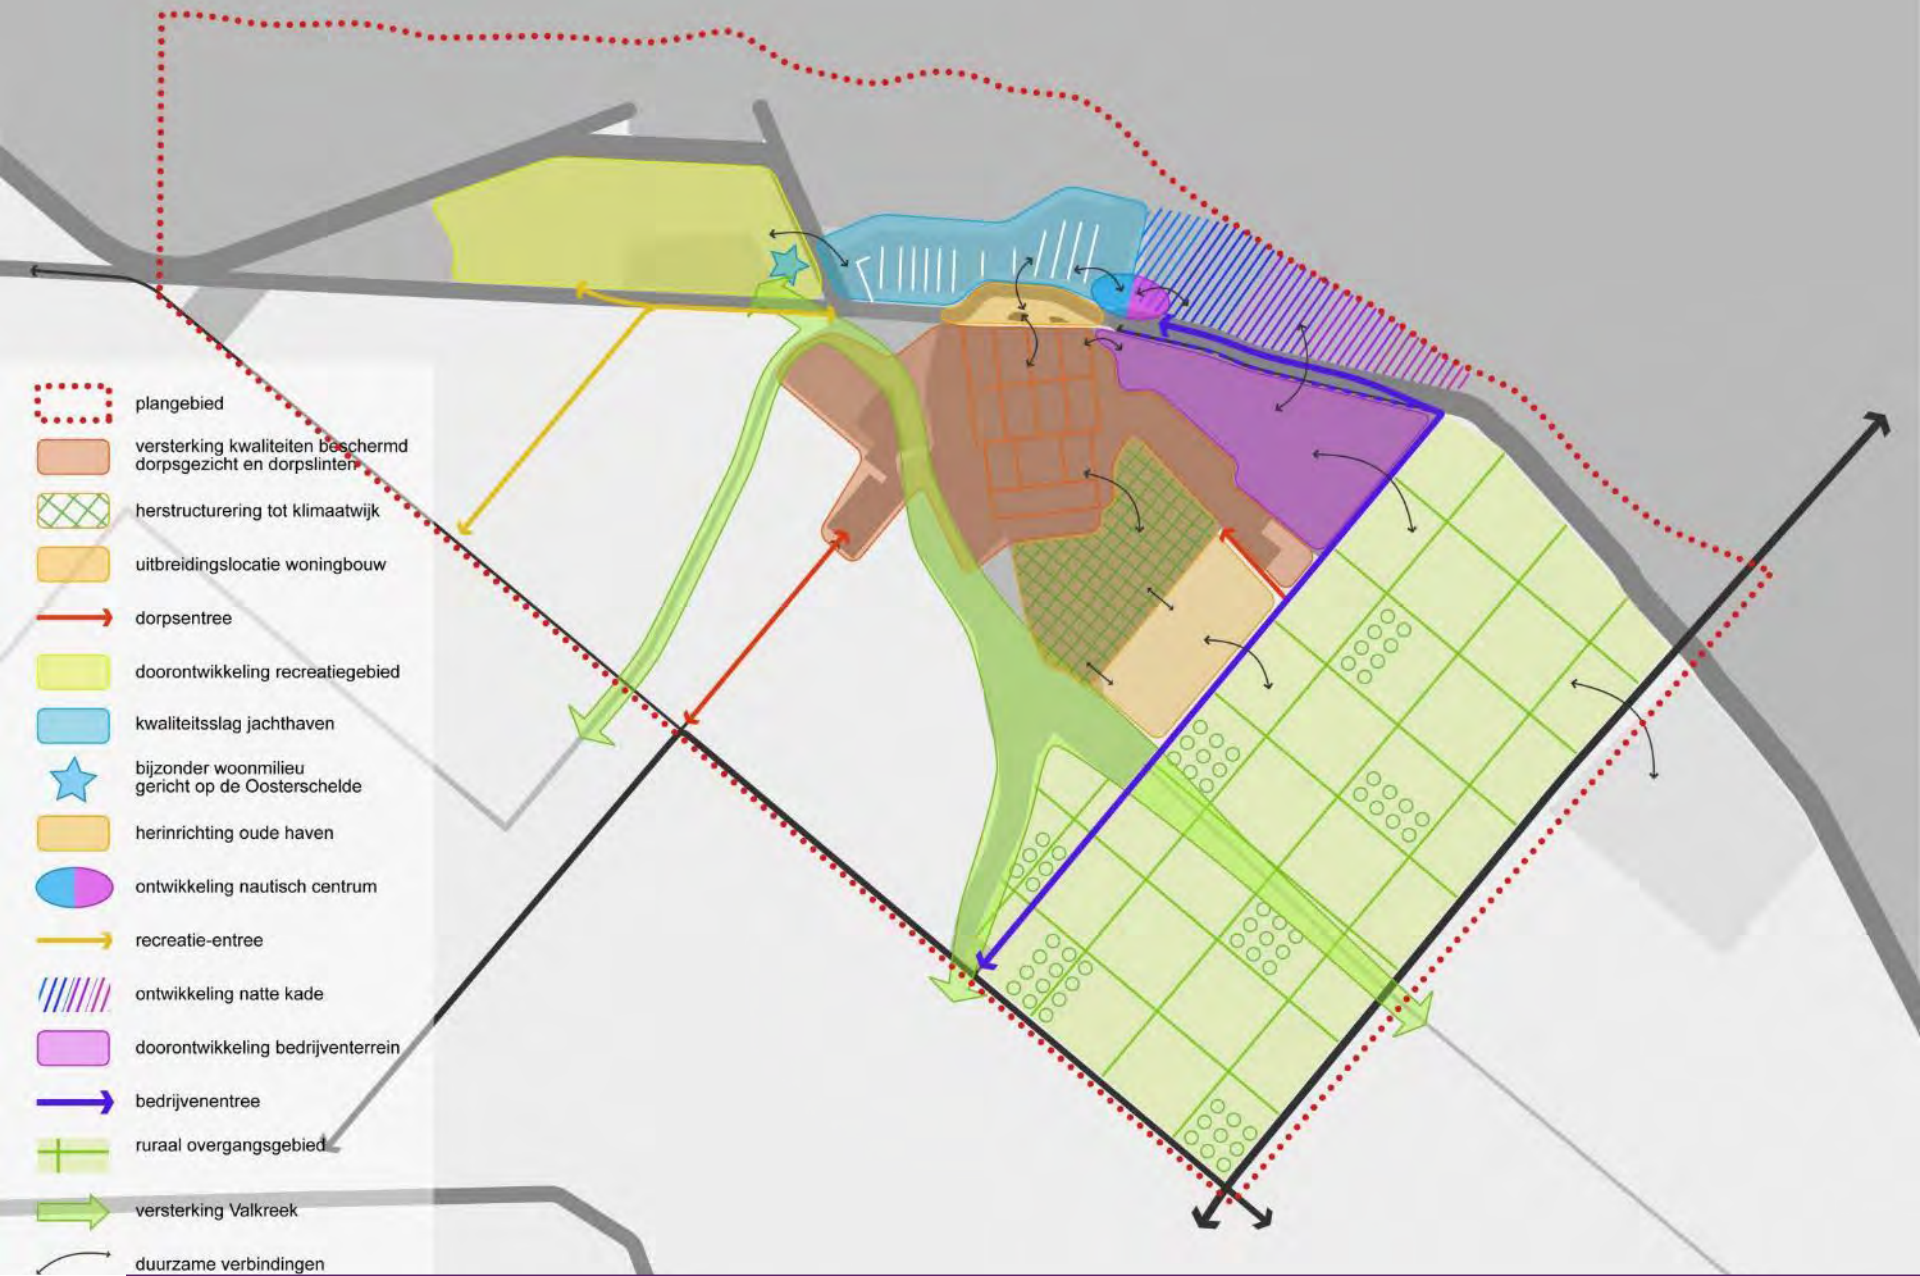 plangebied
versterking kwaliteiten beschermd
dorpsgezicht en dorpslinten
herstructurering tot klimaatwijk
uitbreidingslocatie woningbouw
dorpsentree
doorontwikkeling recreatiegebied
kwaliteitsslag jachthaven
bijzonder woonmilieu
gericht op de Oosterschelde
herinrichting oude haven
ontwikkeling nautisch centrum
recreatie-entree
ontwikkeling natte kade
doorontwikkeling bedrijventerrein
bedrijvenentree
ruraal overgangsgebied
versterking Valkreek
duurzame verbindingen